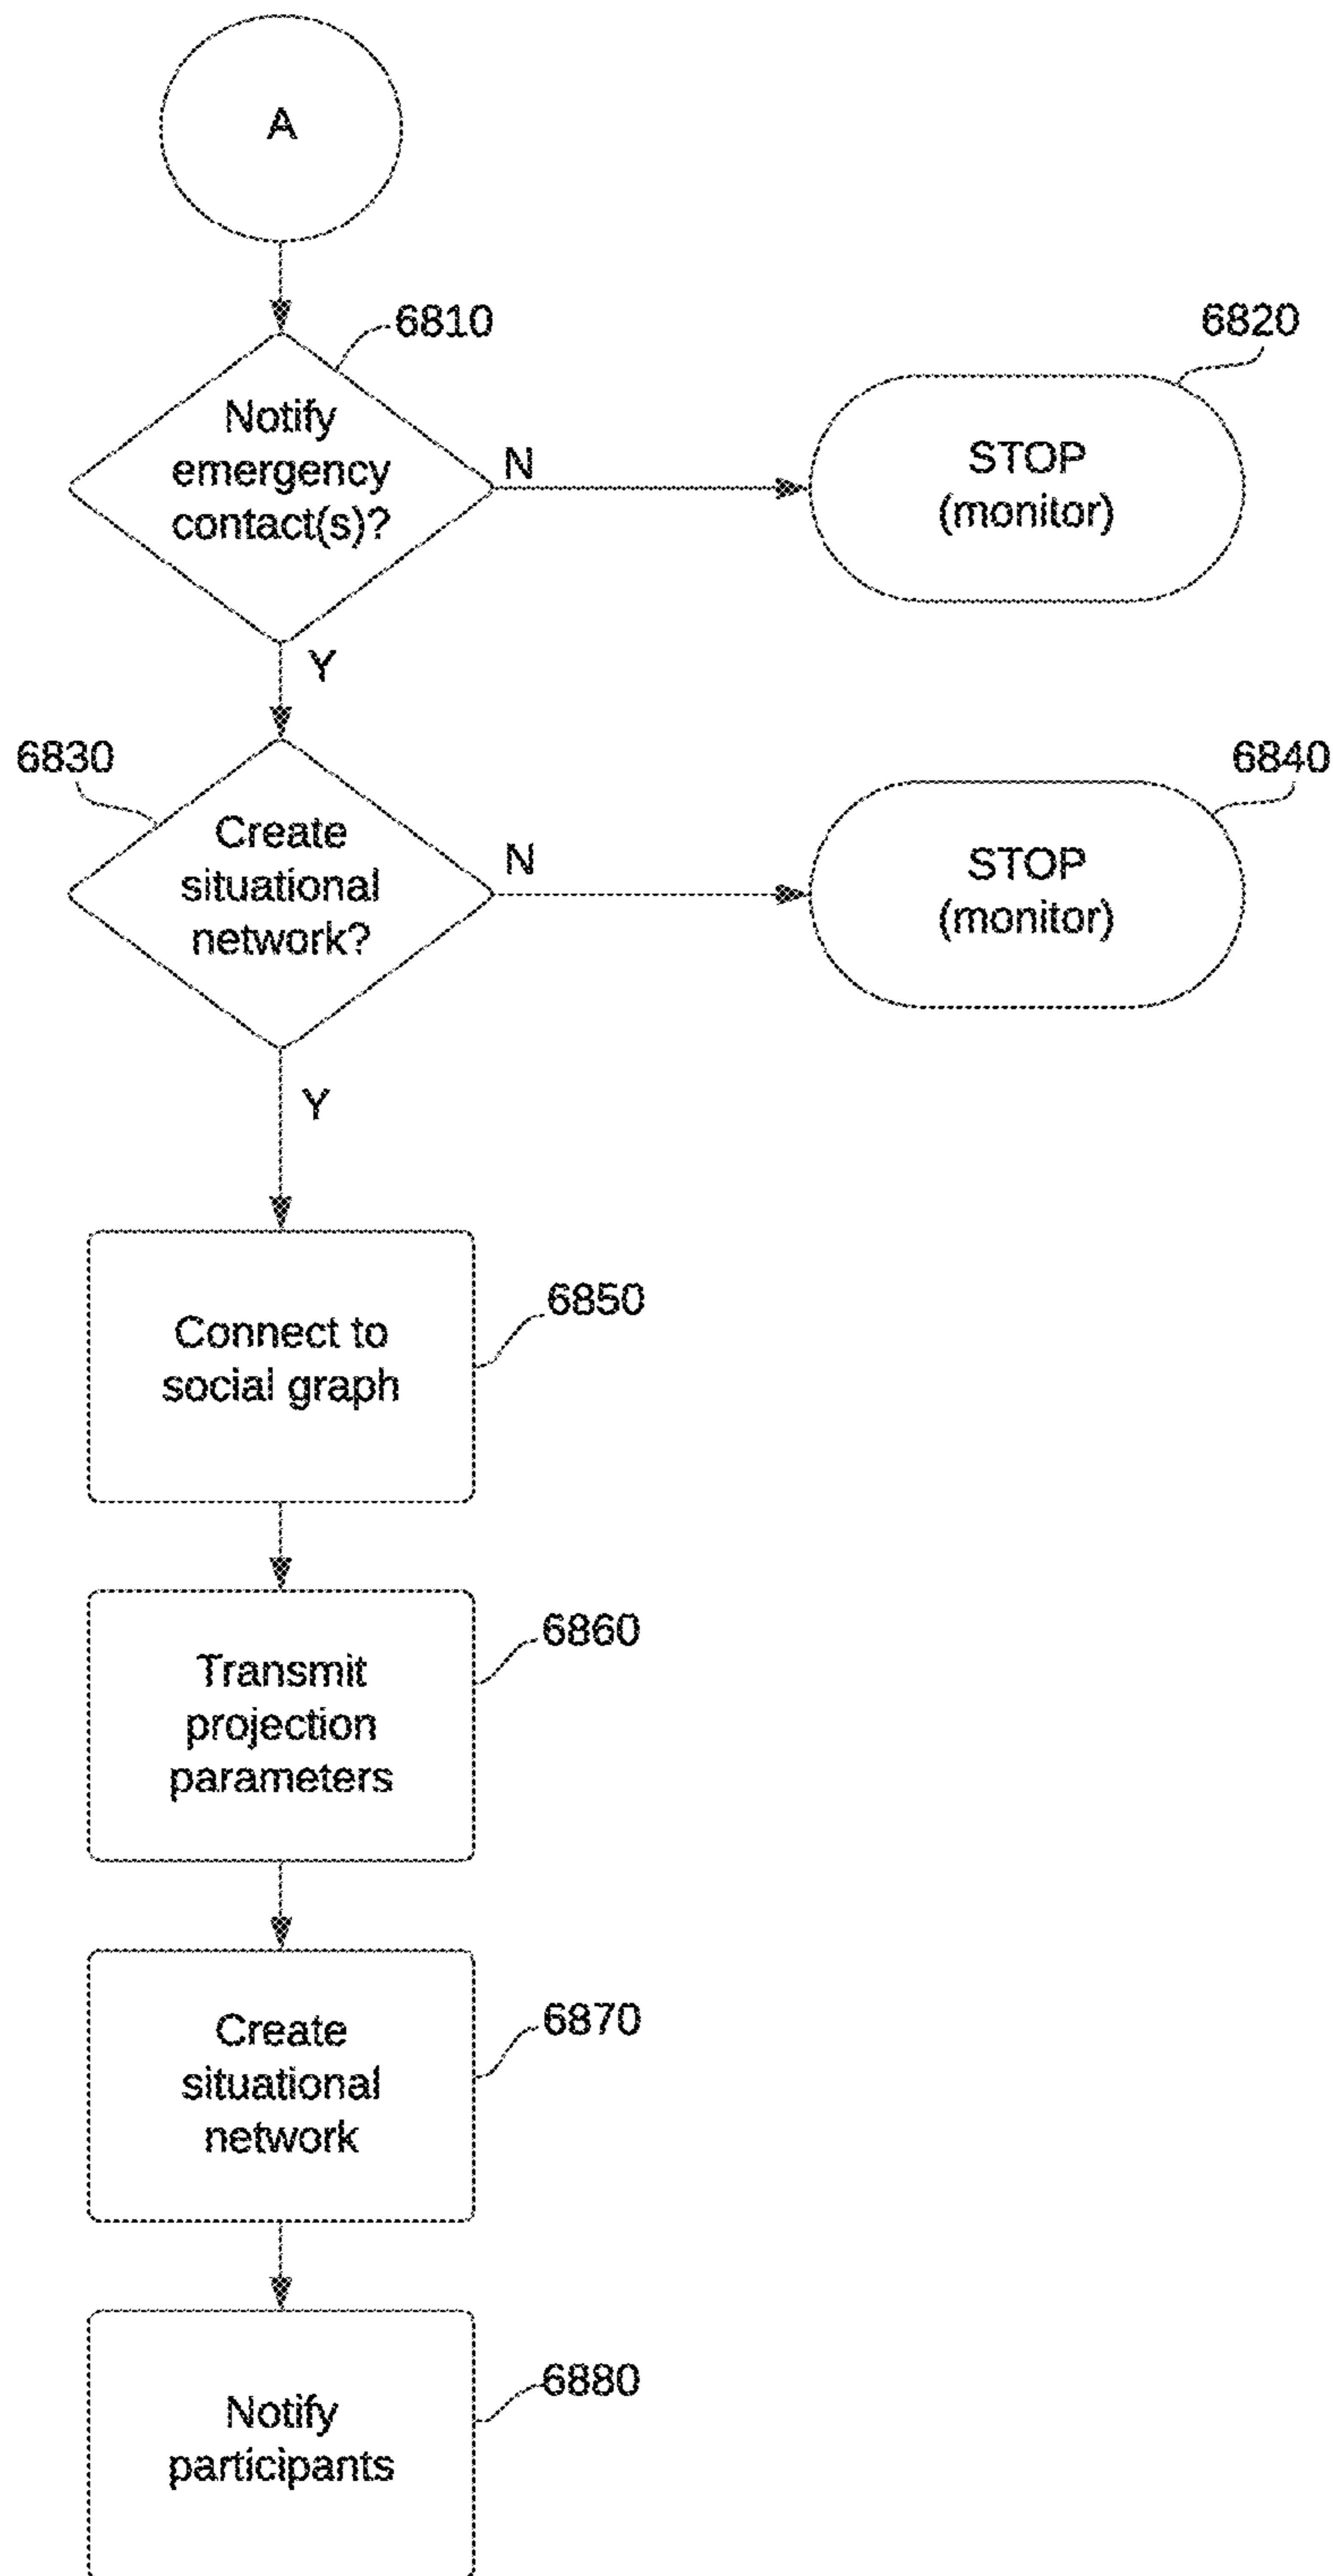 A
6810
6820
Notify
emergency
contact(s)?
N
STOP
(monitor)
Y
6830
6840
Create
situational
network?
N
STOP
(monitor)
Y
6850
Connect to
social graph
6860
Transmit
projection
parameters
6870
Create
situational
network
6880
Notify
participants